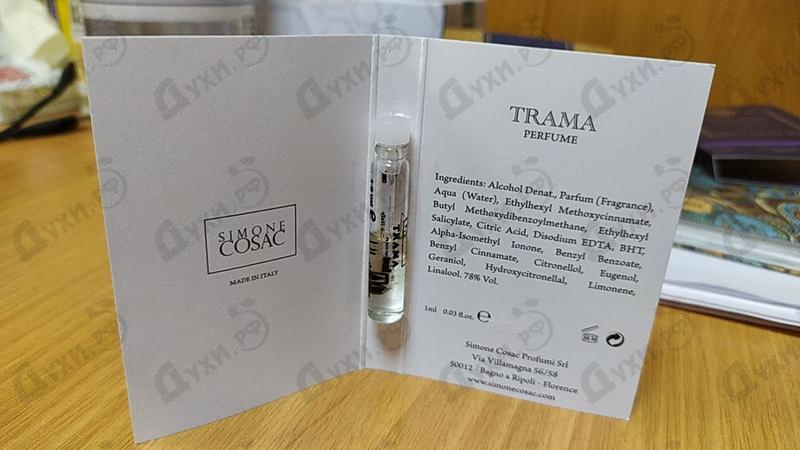 SIMONE
COSAC
MADE IN ITALY
TRAMA
TRAMA
PERFUME
Ingredients: Alcohol Denat., Parfum (Fragrance),
Aqua (Water), Ethylhexyl Methoxycinnamate,
Butyl Methoxydibenzoylmethane, Ethylhexyl
Salicylate, Citric Acid, Disodium EDTA, BHT,
Alpha-Isomethyl Ionone, Benzyl Benzoate,
Benzyl Cinnamate, Citronellol, Eugenol,
Geraniol, Hydroxycitronellal, Limonene,
Linalool. 78% Vol.
1ml 0.03 fl.oz. ℮
Simone Cosac Profumi Srl
Via Villamagna 56/58
50012 - Bagno a Ripoli - Florence
www.simonecosac.com
Духи.рф